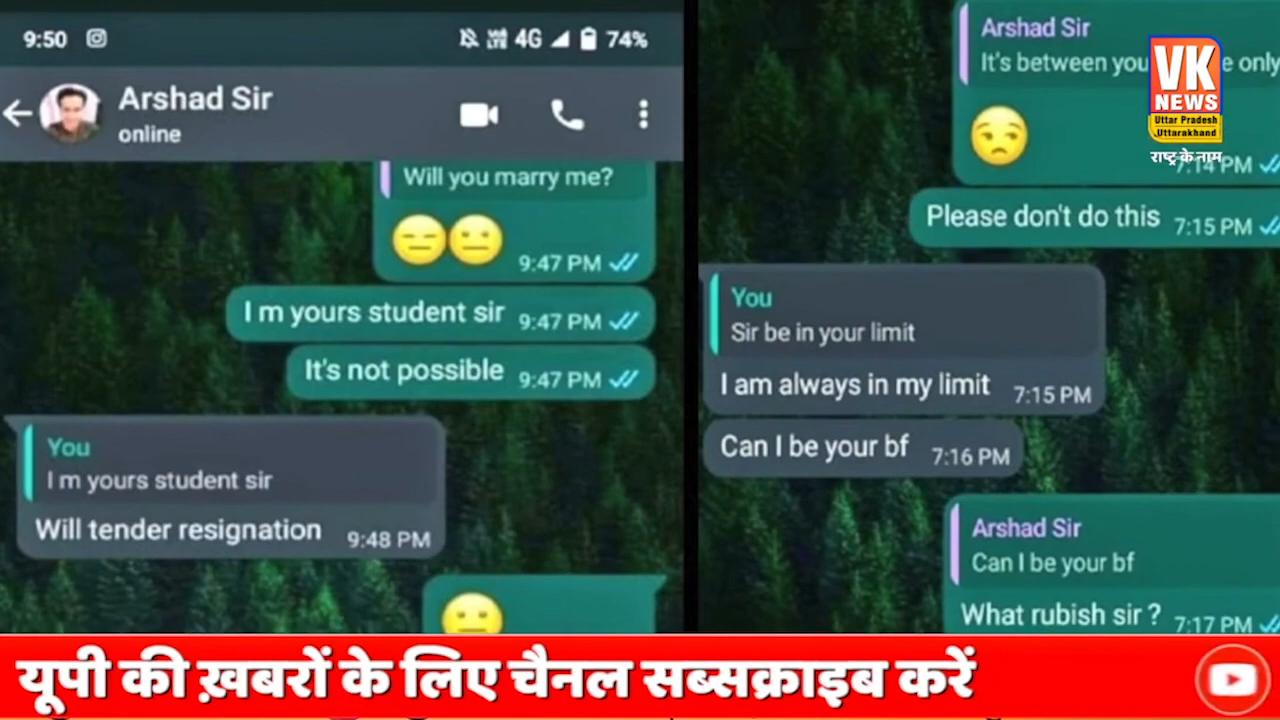 9:50
4G 74%
Arshad Sir
online
Will you marry me?
9:47 PM
I m yours student sir 9:47 PM
It's not possible 9:47 PM
You
I m yours student sir
Will tender resignation 9:48 PM
Arshad Sir
It's between you e only
7:14 PM
Please don't do this 7:15 PM
You
Sir be in your limit
I am always in my limit 7:15 PM
Can I be your bf 7:16 PM
Arshad Sir
Can I be your bf
What rubish sir ? 7:17 PM
VK
NEWS
Uttar Pradesh
Uttarakhand
राष्ट्र के नाम
यूपी की ख़बरों के लिए चैनल सब्सक्राइब करें